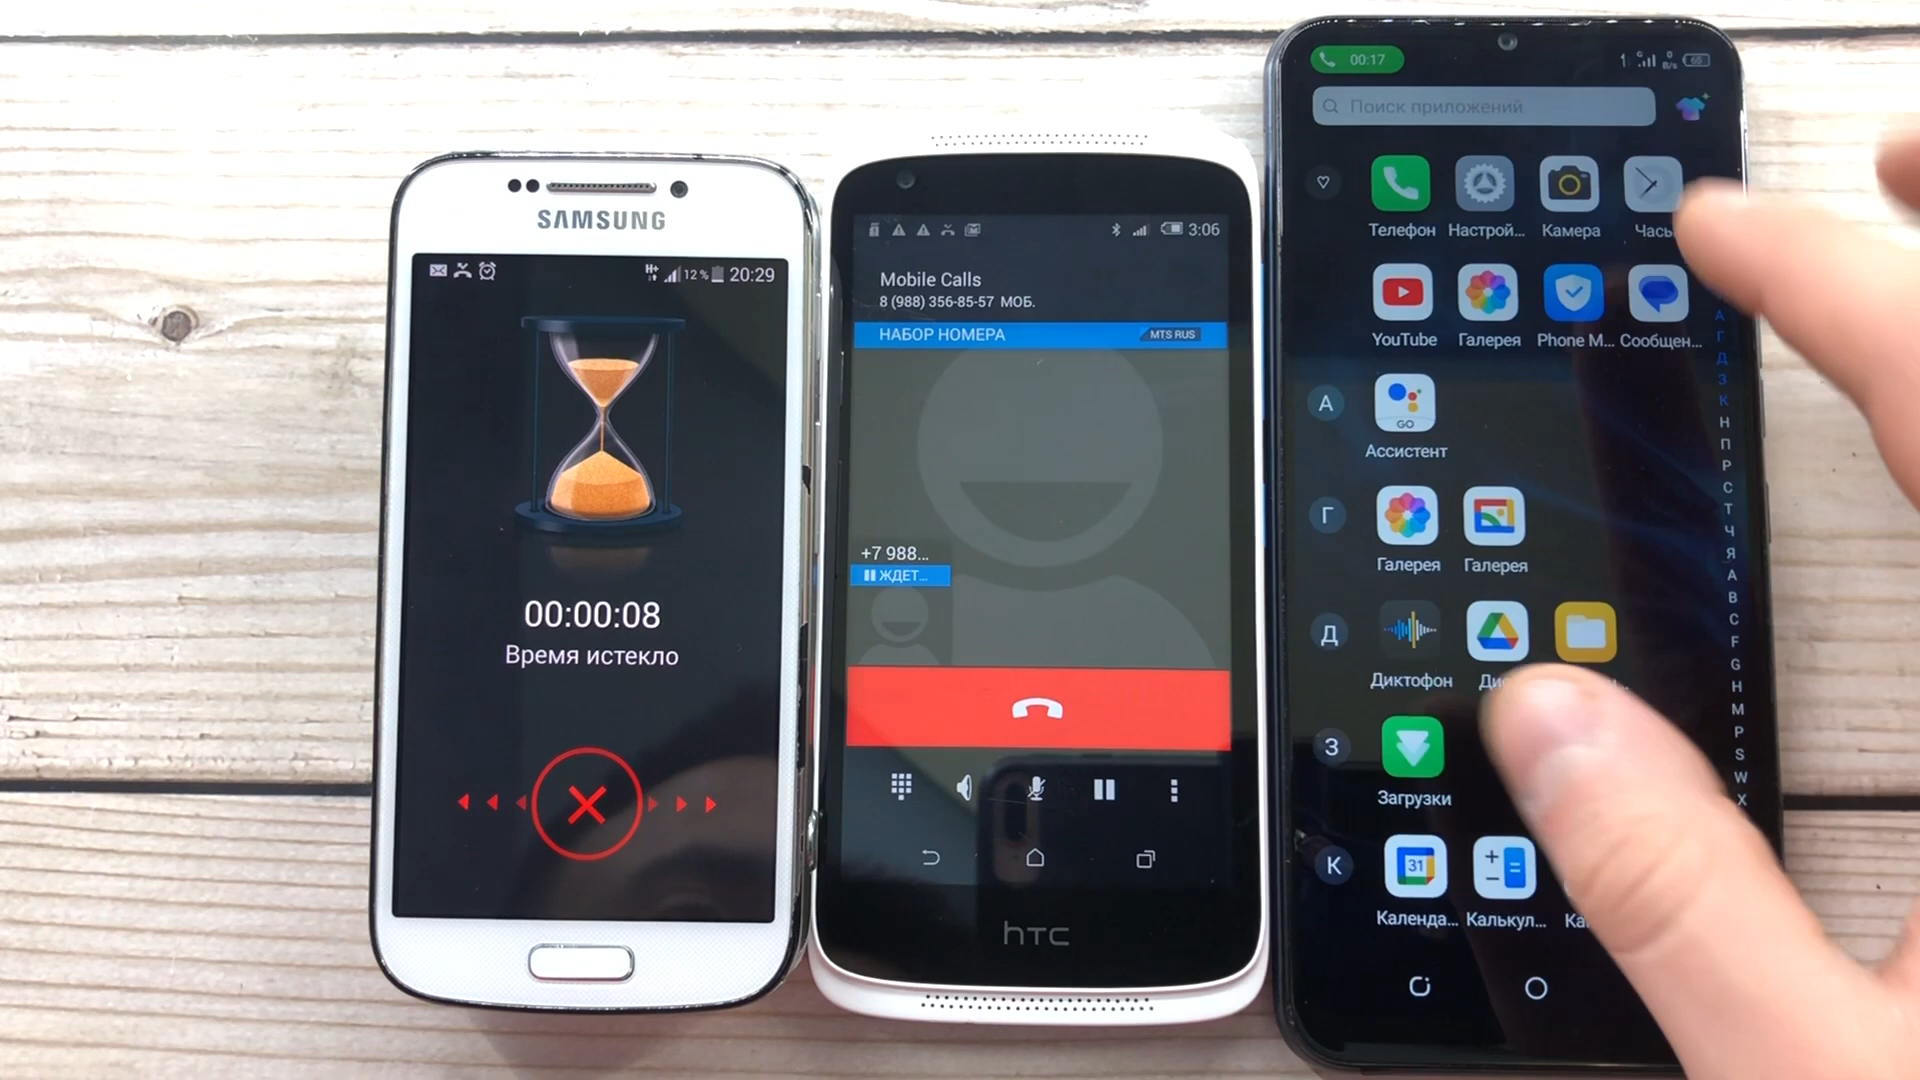 SAMSUNG
12 % 20:29
00:00:08
Время истекло
3:06
Mobile Calls
8 (988) 356-85-57 МОБ.
НАБОР НОМЕРА
MTS RUS
+7 988...
ЖДЕТ...
hTC
00:17
Поиск приложений
Телефон Настрой... Камера Часы
YouTube Галерея Phone M... Сообщен...
А
GO
Ассистент
Г
Галерея Галерея
Д
Диктофон
З
Загрузки
К
31
Календа... Калькул...
А
Г
Д
З
К
Н
П
Р
С
Т
Ч
Я
A
B
C
F
G
H
M
P
S
W
X